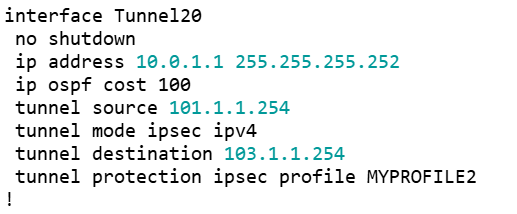 interface Tunnel20
 no shutdown
 ip address 10.0.1.1 255.255.255.252
 ip ospf cost 100
 tunnel source 101.1.1.254
 tunnel mode ipsec ipv4
 tunnel destination 103.1.1.254
 tunnel protection ipsec profile MYPROFILE2
!